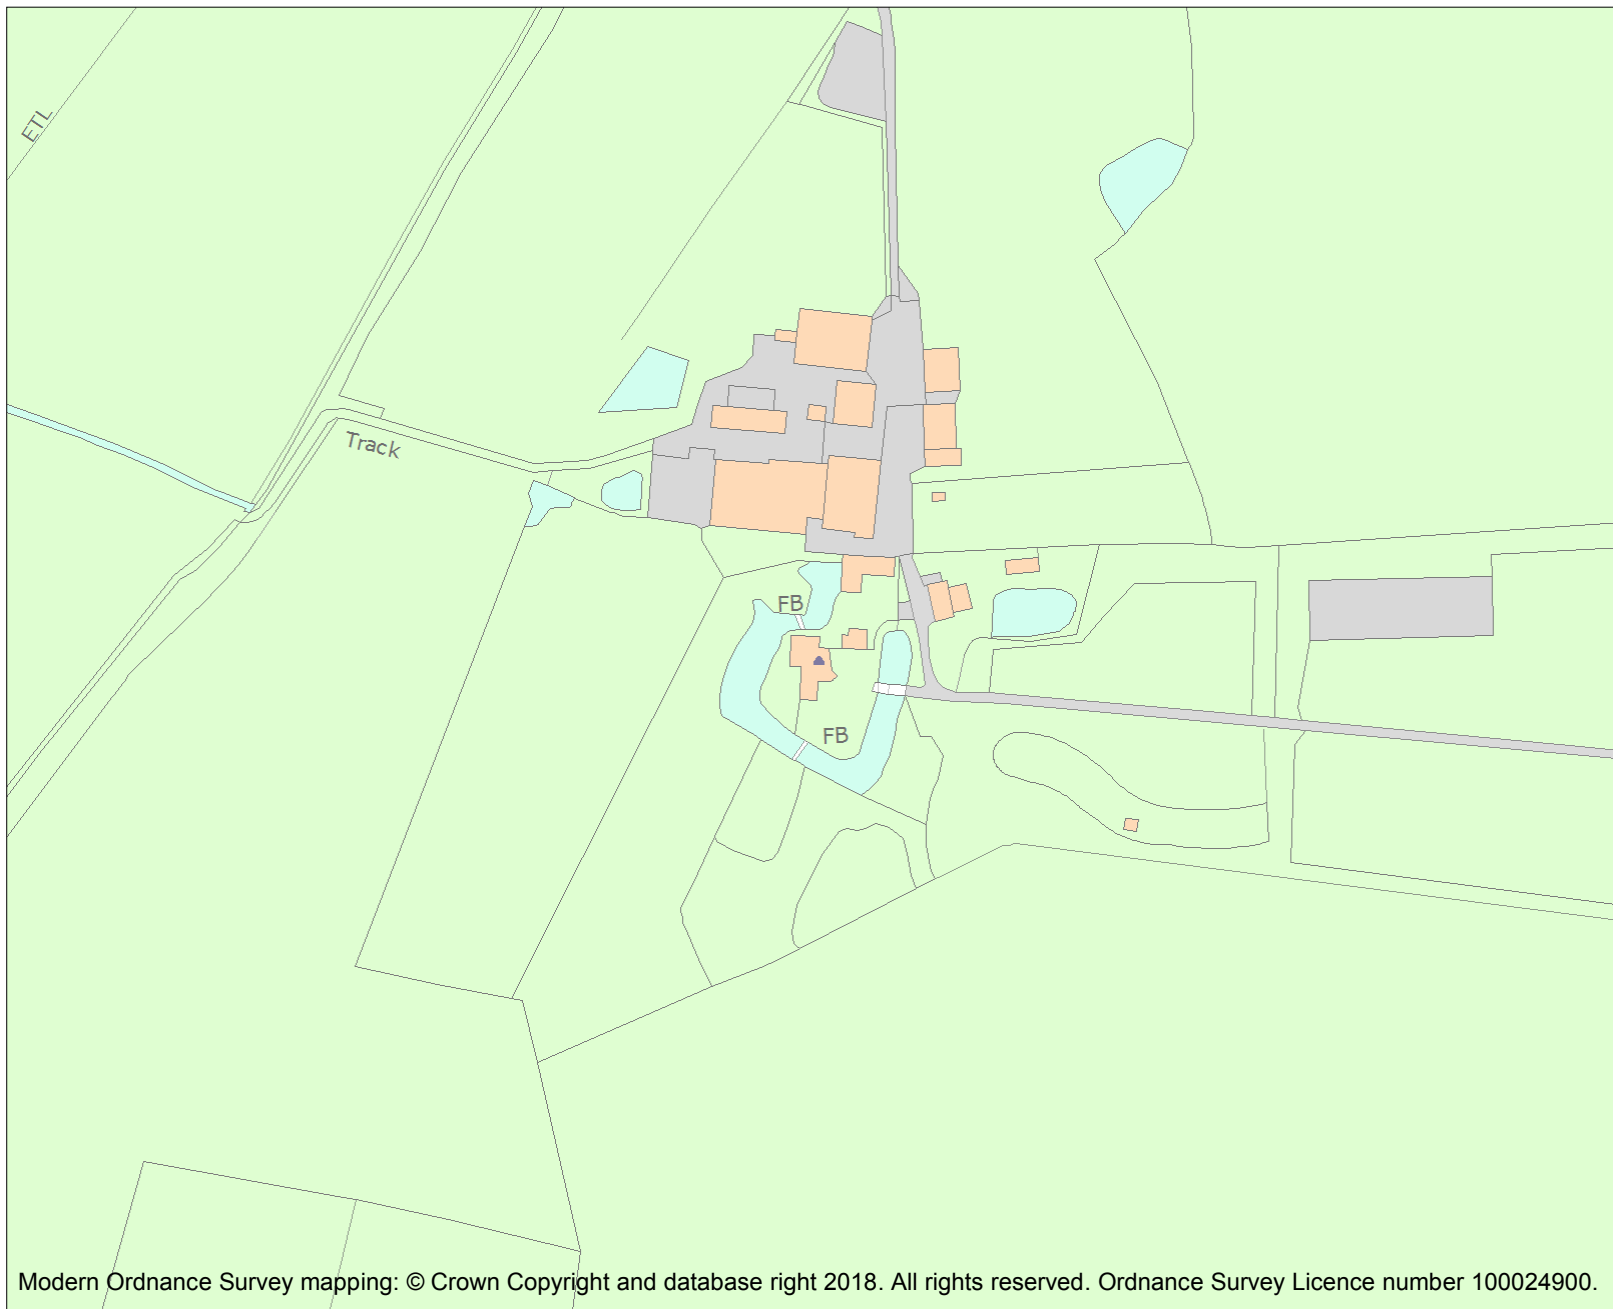 ETL
Track
FB
FB
Modern Ordnance Survey mapping: © Crown Copyright and database right 2018. All rights reserved. Ordnance Survey Licence number 100024900.